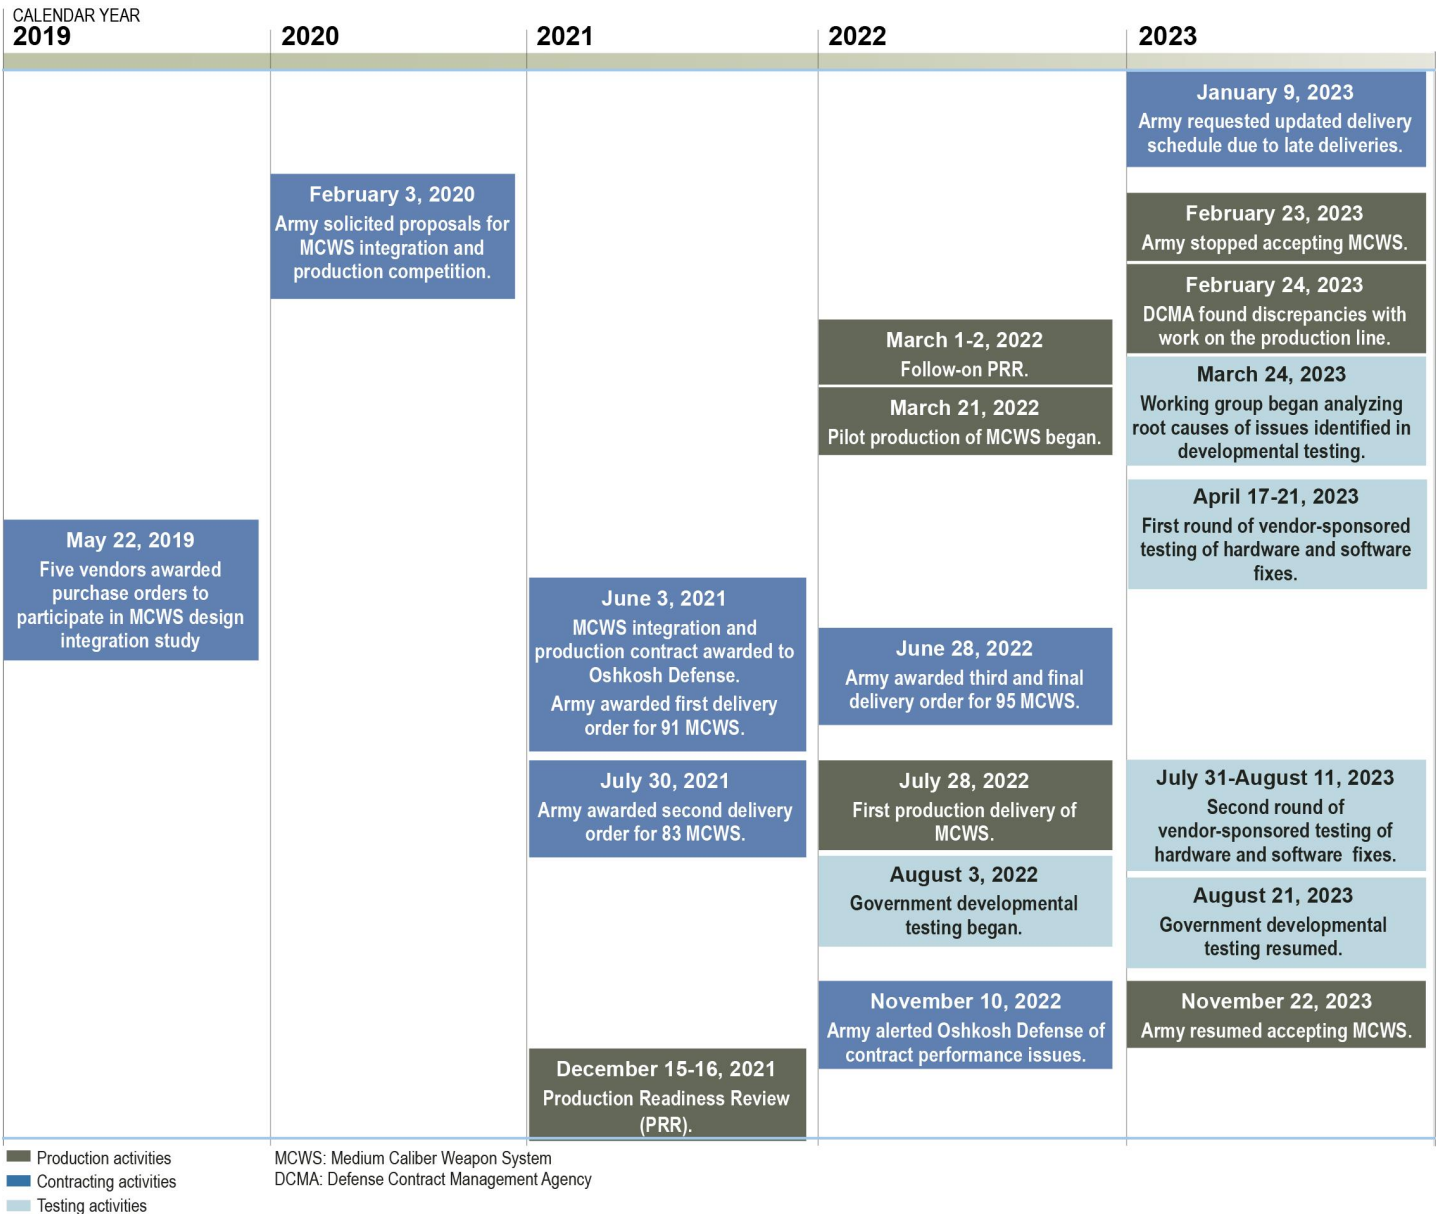 CALENDAR YEAR
2019
2020
2021
2022
2023
May 22, 2019
Five vendors awarded
purchase orders to
participate in MCWS design
integration study
February 3, 2020
Army solicited proposals for
MCWS integration and
production competition.
June 3, 2021
MCWS integration and
production contract awarded to
Oshkosh Defense.
Army awarded first delivery
order for 91 MCWS.
July 30, 2021
Army awarded second delivery
order for 83 MCWS.
December 15-16, 2021
Production Readiness Review
(PRR).
March 1-2, 2022
Follow-on PRR.
March 21, 2022
Pilot production of MCWS began.
June 28, 2022
Army awarded third and final
delivery order for 95 MCWS.
July 28, 2022
First production delivery of
MCWS.
August 3, 2022
Government developmental
testing began.
November 10, 2022
Army alerted Oshkosh Defense of
contract performance issues.
January 9, 2023
Army requested updated delivery
schedule due to late deliveries.
February 23, 2023
Army stopped accepting MCWS.
February 24, 2023
DCMA found discrepancies with
work on the production line.
March 24, 2023
Working group began analyzing
root causes of issues identified in
developmental testing.
April 17-21, 2023
First round of vendor-sponsored
testing of hardware and software
fixes.
July 31-August 11, 2023
Second round of
vendor-sponsored testing of
hardware and software fixes.
August 21, 2023
Government developmental
testing resumed.
November 22, 2023
Army resumed accepting MCWS.
Production activities
Contracting activities
Testing activities
MCWS: Medium Caliber Weapon System
DCMA: Defense Contract Management Agency